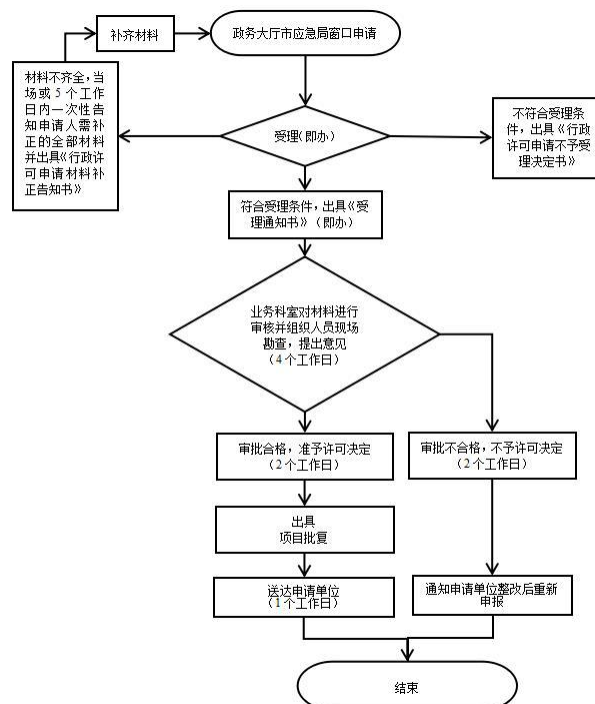 补齐材料
政务大厅市应急局窗口申请
材料不齐全，当
场或 5 个工作
日内一次性告
知申请人需补
正的全部材料
并出具《行政许
可申请材料补
正告知书》
受理（即办）
不符合受理条
件，出具《行政
许可申请不予受
理决定书》
符合受理条件，出具《受
理通知书》（即办）
业务科室对材料进行
审核并组织人员现场
勘查，提出意见
（4 个工作日）
审批合格，准予许可决定
（2 个工作日）
审批不合格，不予许可决定
（2 个工作日）
出具
项目批复
送达申请单位
（1 个工作日）
通知申请单位整改后重新
申报
结束